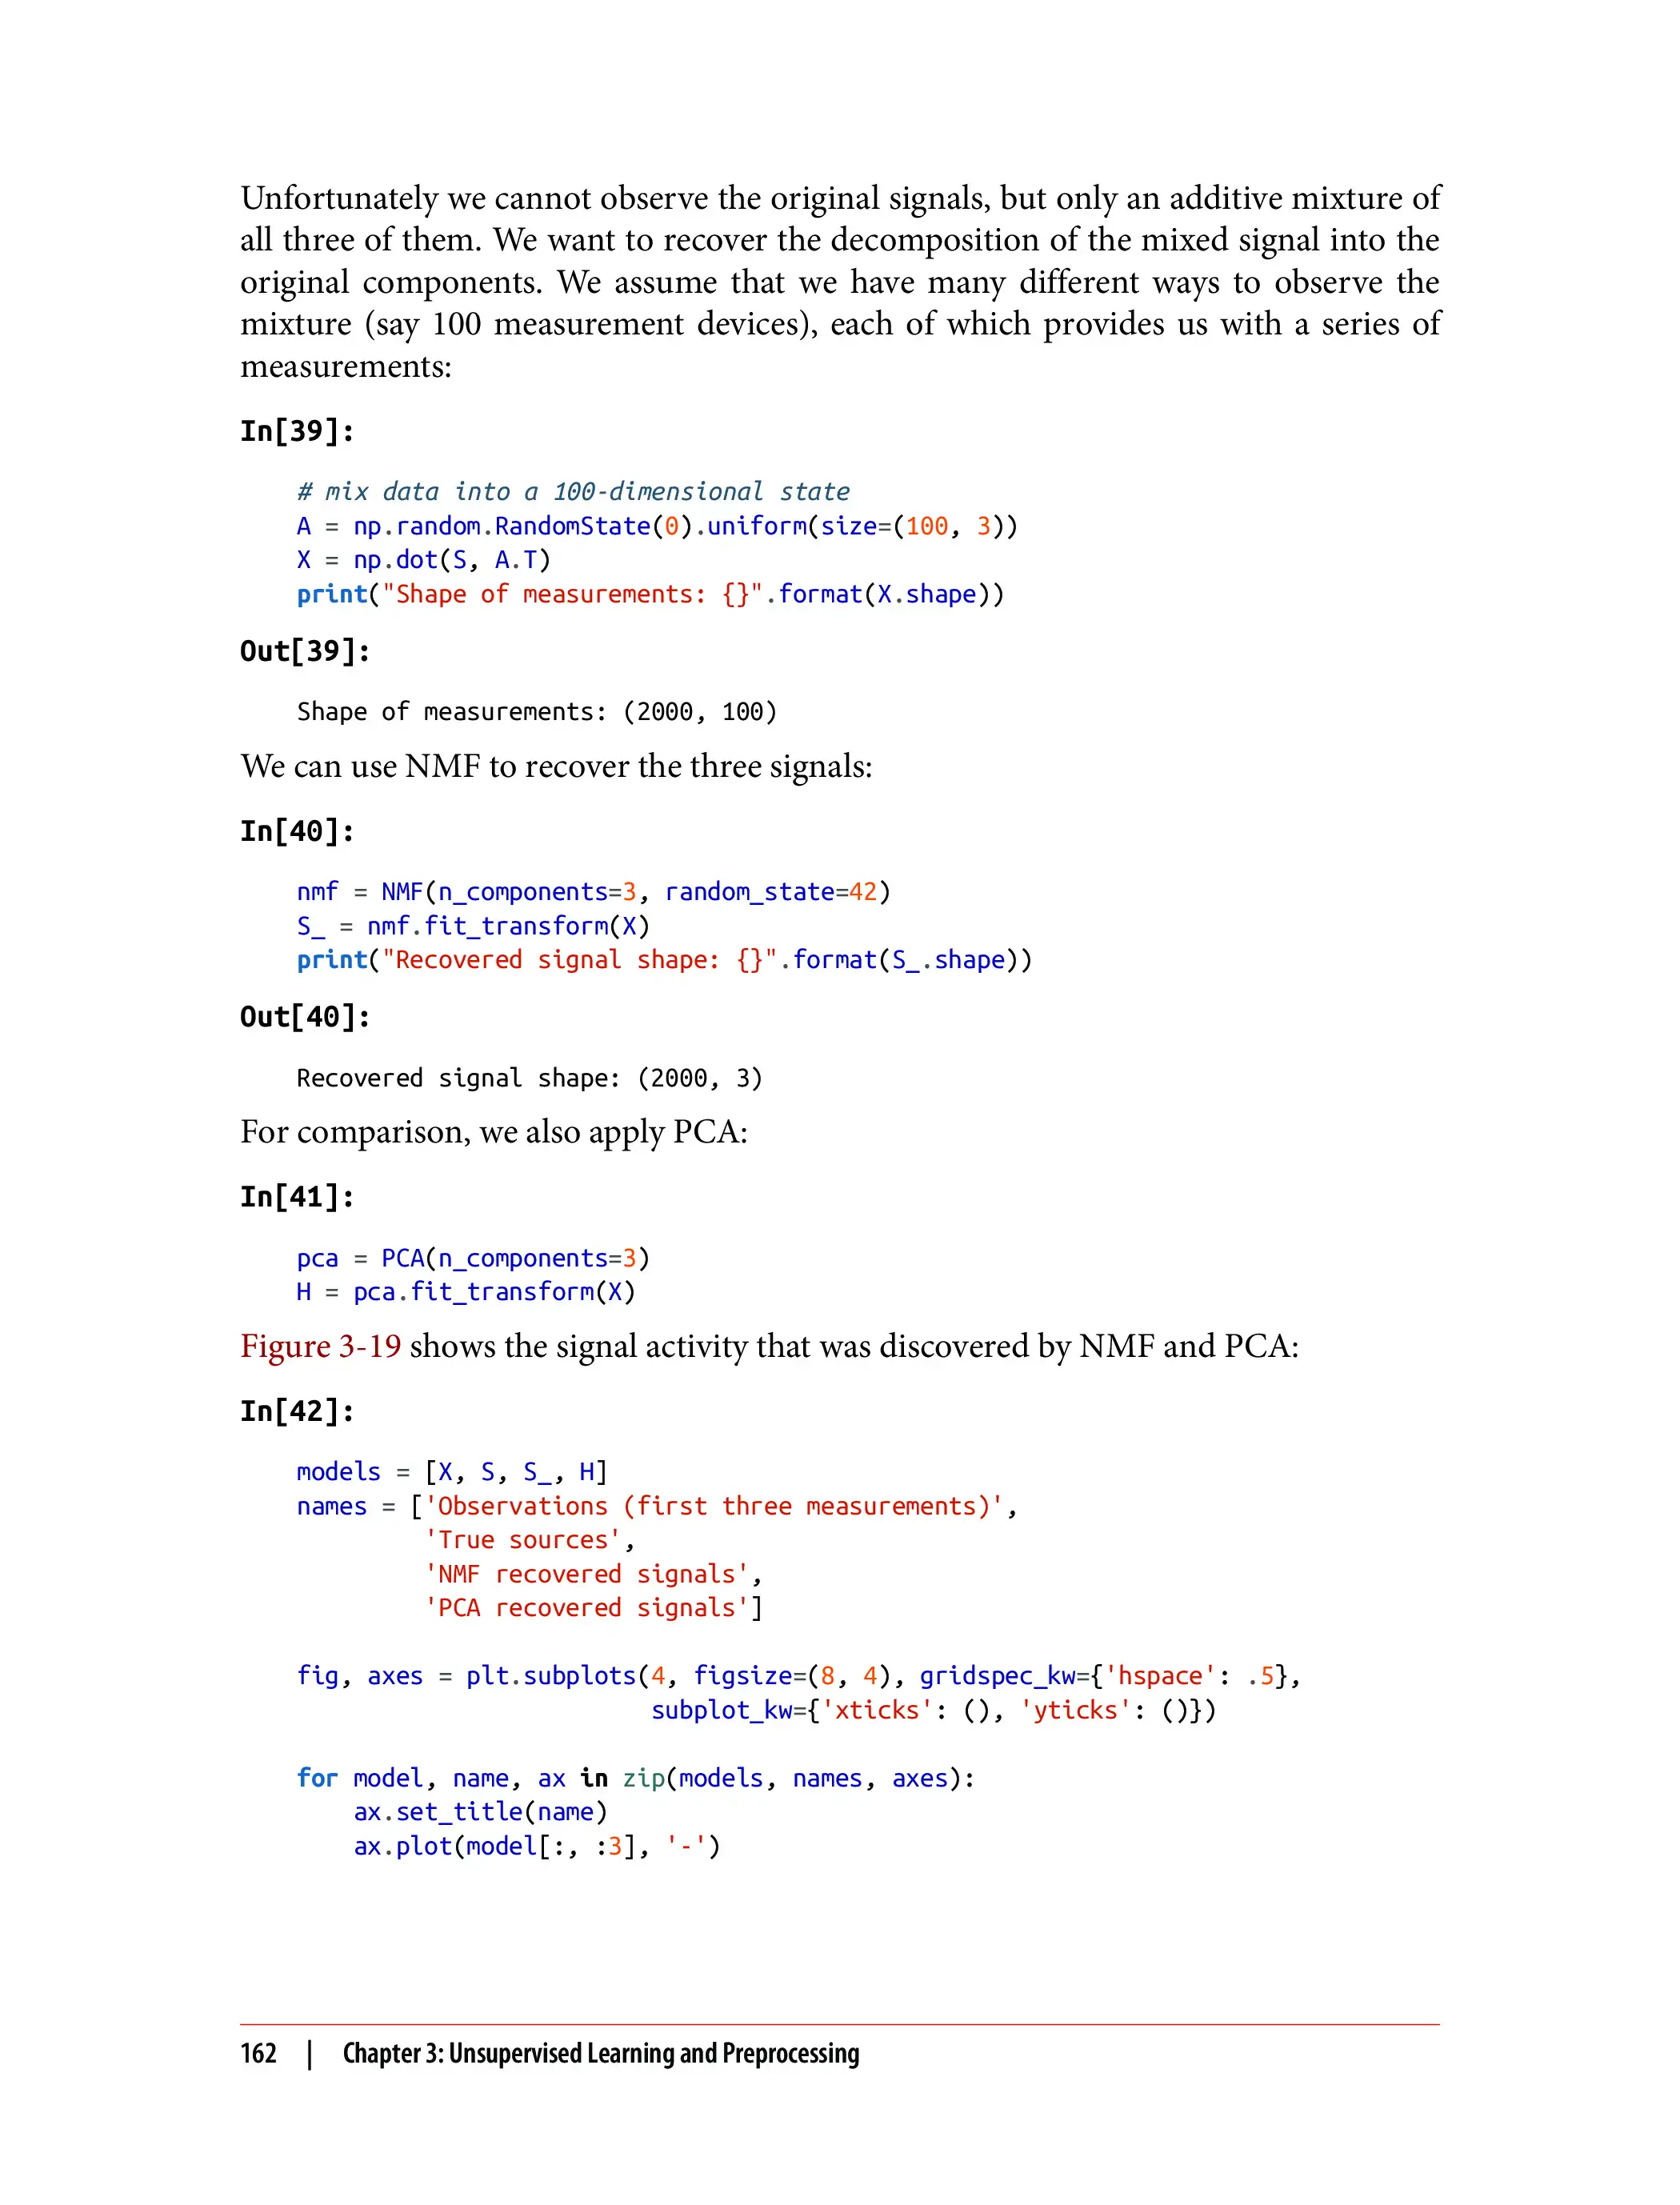 Unfortunately we cannot observe the original signals, but only an additive mixture of
all three of them. We want to recover the decomposition of the mixed signal into the
original components. We assume that we have many different ways to observe the
mixture (say 100 measurement devices), each of which provides us with a series of
measurements:
In[39]:
# mix data into a 100-dimensional state
A = np.random.RandomState(0).uniform(size=(100, 3))
X = np.dot(S, A.T)
print("Shape of measurements: {}".format(X.shape))
Out[39]:
Shape of measurements: (2000, 100)
We can use NMF to recover the three signals:
In[40]:
nmf = NMF(n_components=3, random_state=42)
S_ = nmf.fit_transform(X)
print("Recovered signal shape: {}".format(S_.shape))
Out[40]:
Recovered signal shape: (2000, 3)
For comparison, we also apply PCA:
In[41]:
pca = PCA(n_components=3)
H = pca.fit_transform(X)
Figure 3-19 shows the signal activity that was discovered by NMF and PCA:
In[42]:
models = [X, S, S_, H]
names = ['Observations (first three measurements)',
         'True sources',
         'NMF recovered signals',
         'PCA recovered signals']
fig, axes = plt.subplots(4, figsize=(8, 4), gridspec_kw={'hspace': .5},
                         subplot_kw={'xticks': (), 'yticks': ()})
for model, name, ax in zip(models, names, axes):
    ax.set_title(name)
    ax.plot(model[:, :3], '-')
162 | Chapter 3: Unsupervised Learning and Preprocessing